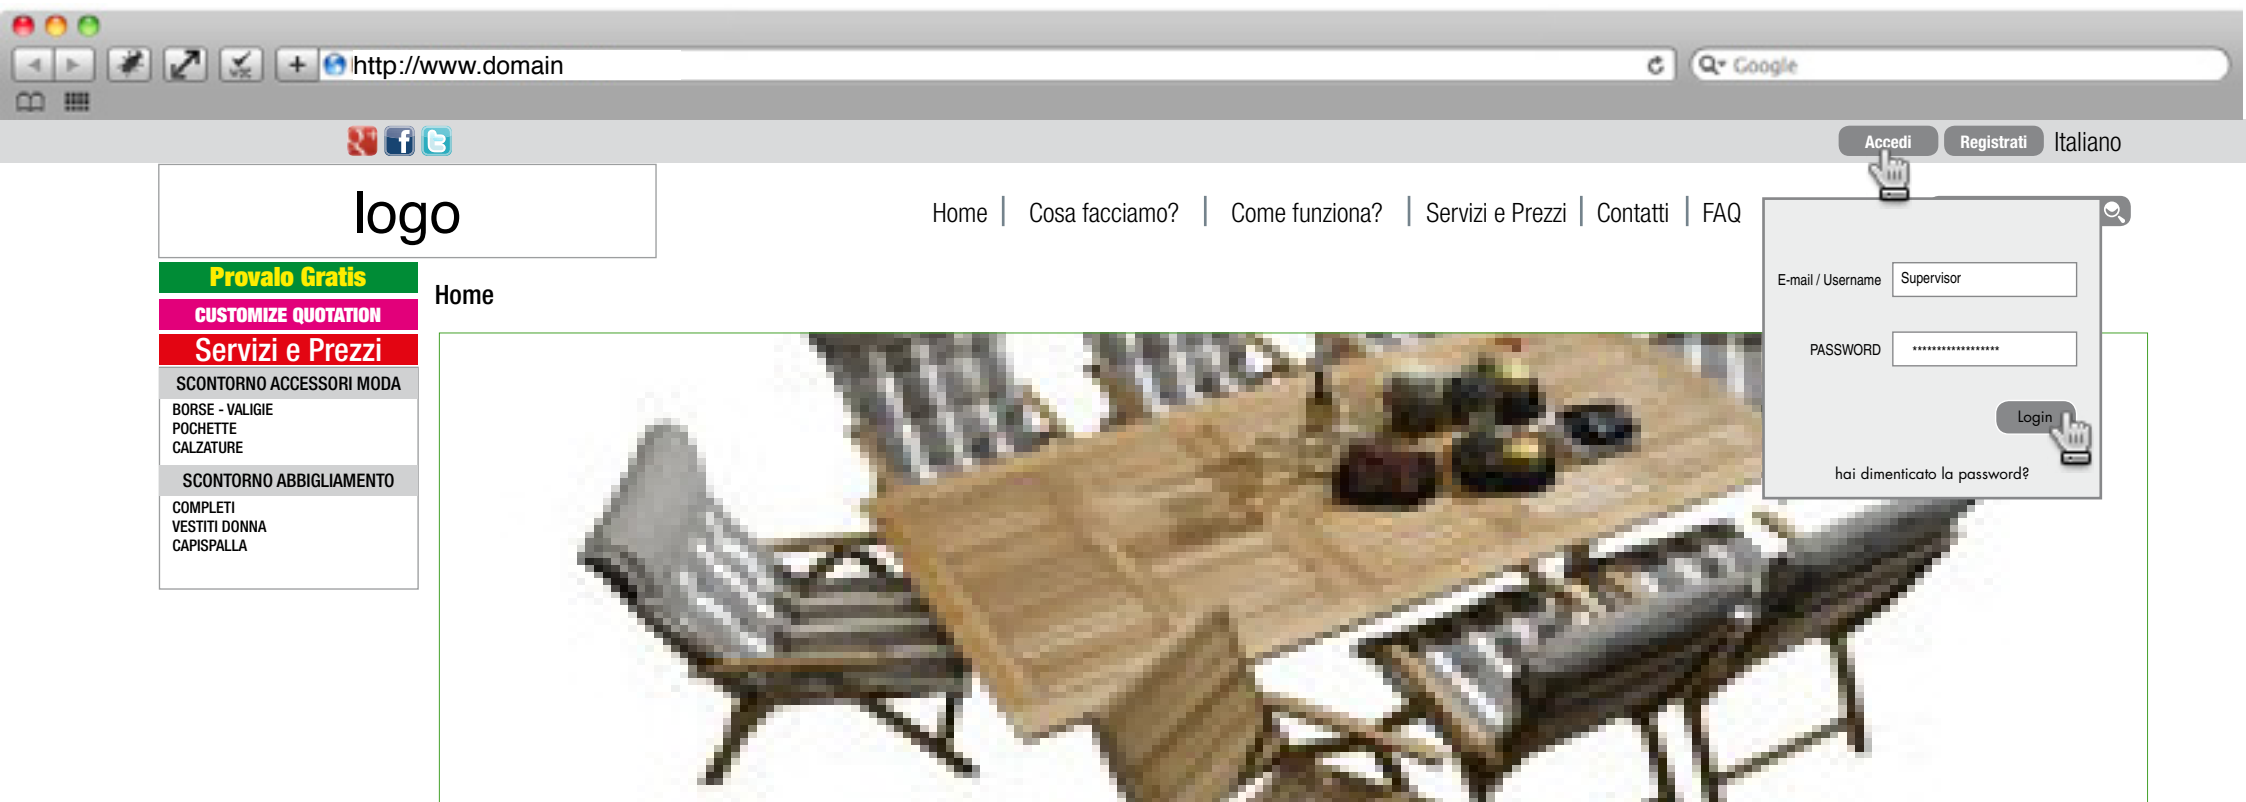 http://www.domain
Google
Accedi
Registrati
Italiano
logo
Home
Cosa facciamo?
Come funziona?
Servizi e Prezzi
Contatti
FAQ
Provalo Gratis
CUSTOMIZE QUOTATION
Servizi e Prezzi
SCONTORNO ACCESSORI MODA
BORSE - VALIGIE
POCHETTE
CALZATURE
SCONTORNO ABBIGLIAMENTO
COMPLETI
VESTITI DONNA
CAPISPALLA
Home
E-mail / Username
Supervisor
PASSWORD
******************
Login
hai dimenticato la password?